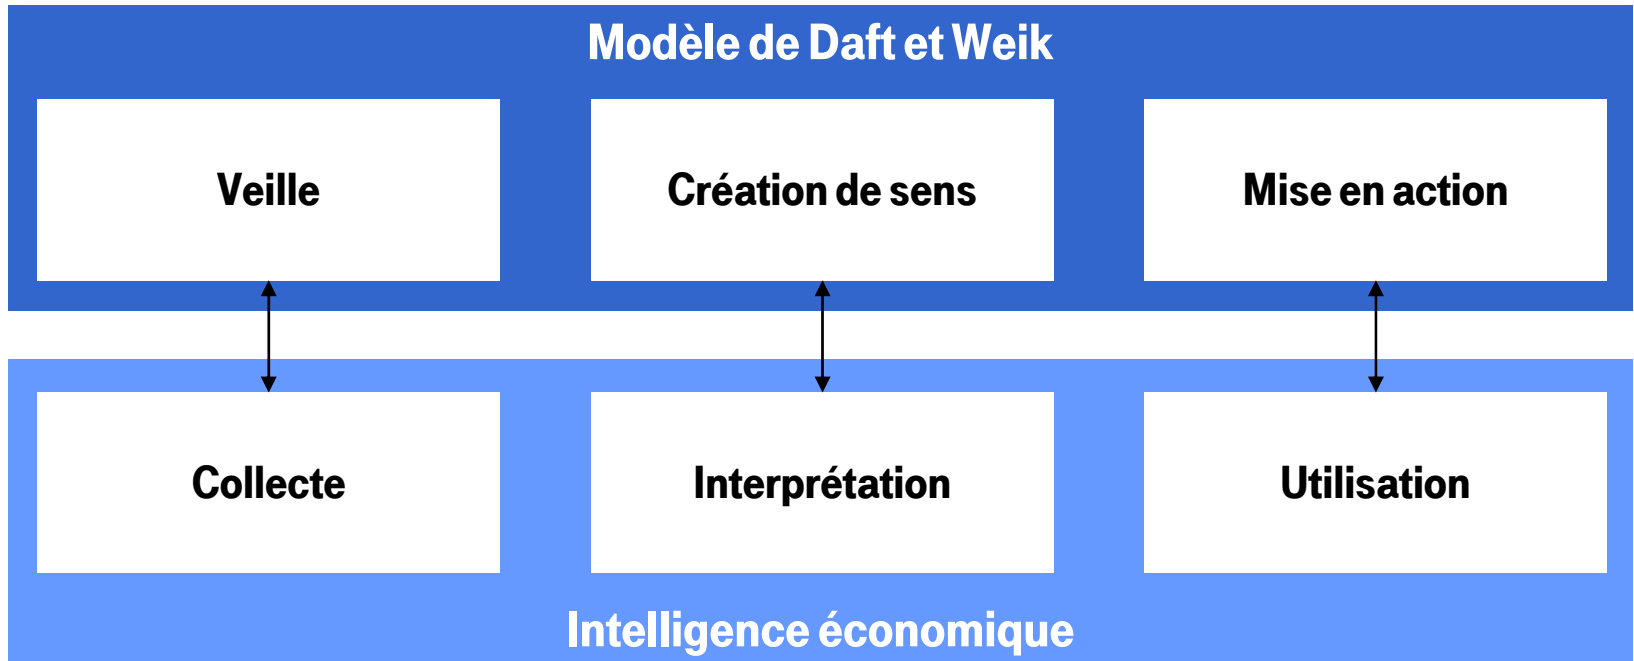 Modèle de Daft et Weik
Veille
Création de sens
Mise en action
Collecte
Interprétation
Utilisation
Intelligence économique